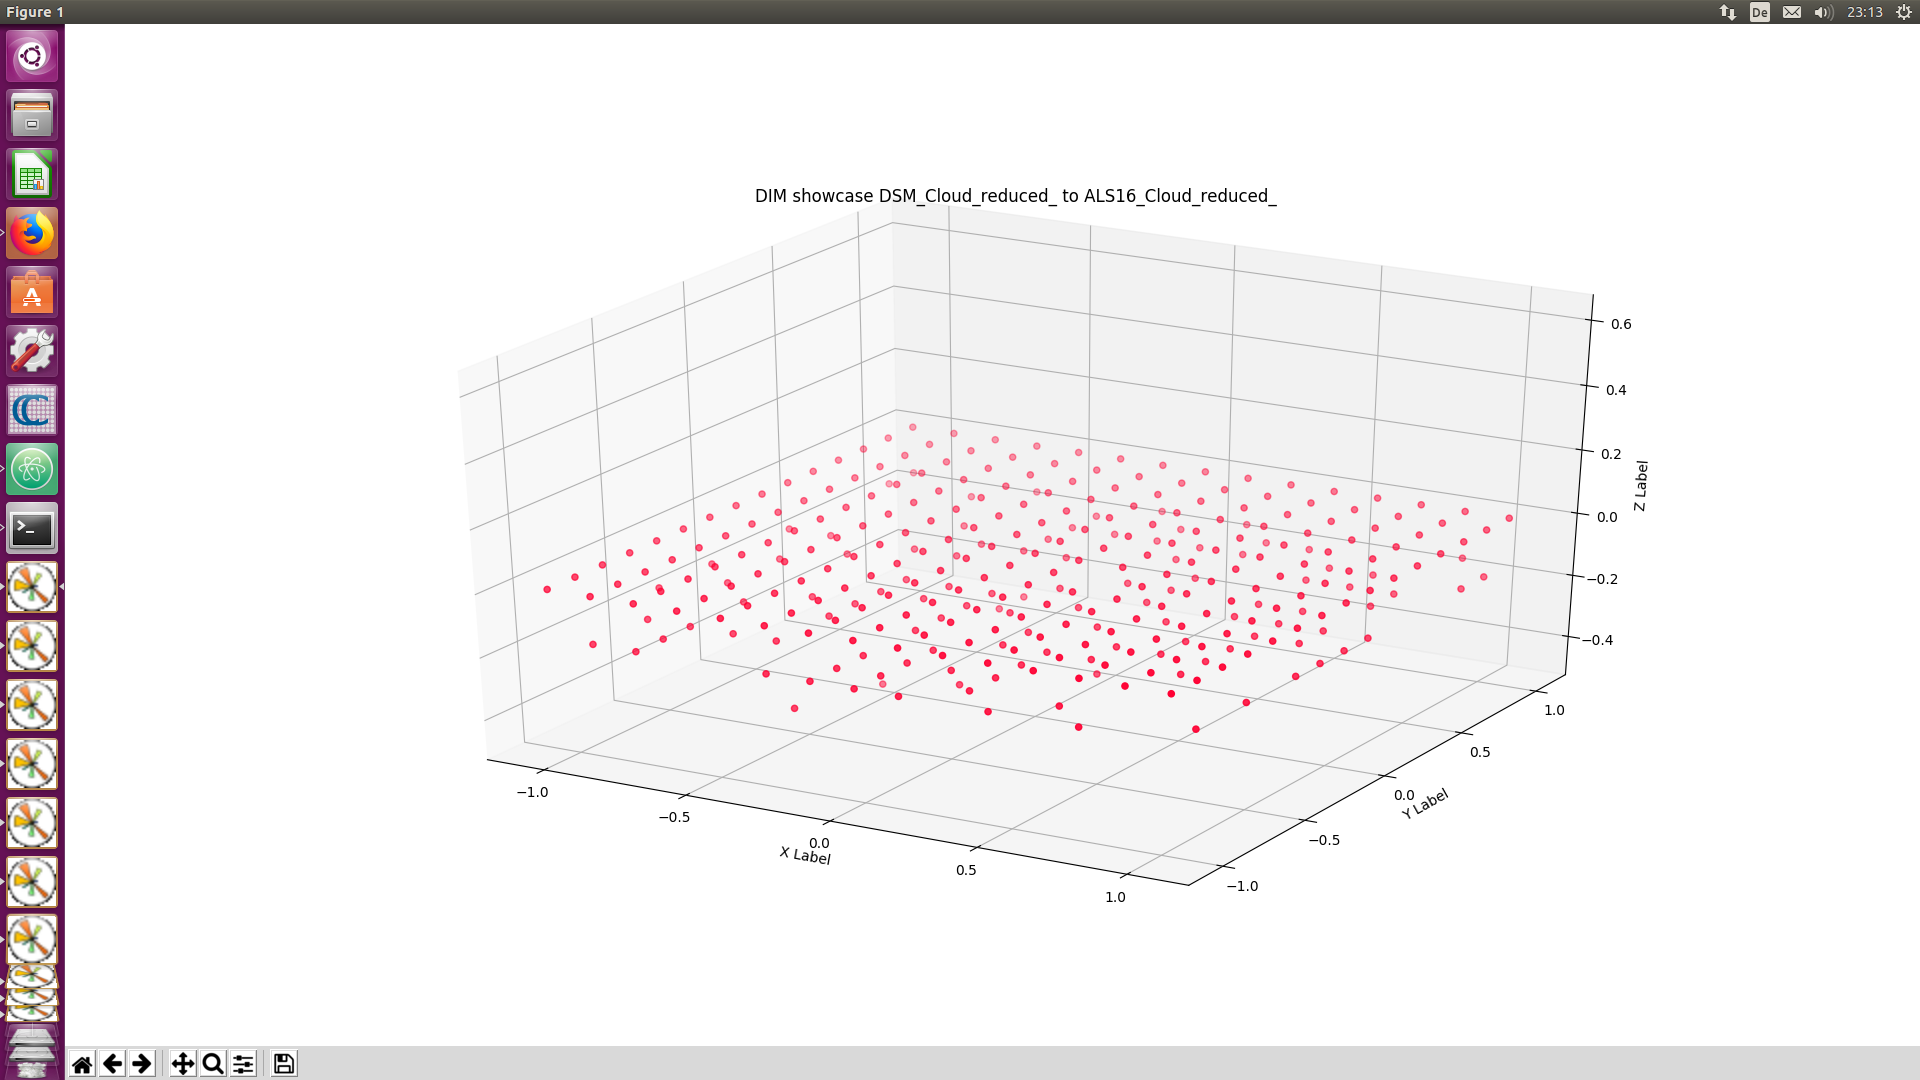 Figure 1
De
23:13
DIM showcase DSM_Cloud_reduced_ to ALS16_Cloud_reduced_
0.6
0.4
0.2
0.0
−0.2
−0.4
Z Label
1.0
0.5
0.0
−0.5
−1.0
Y Label
−1.0
−0.5
0.0
0.5
1.0
X Label